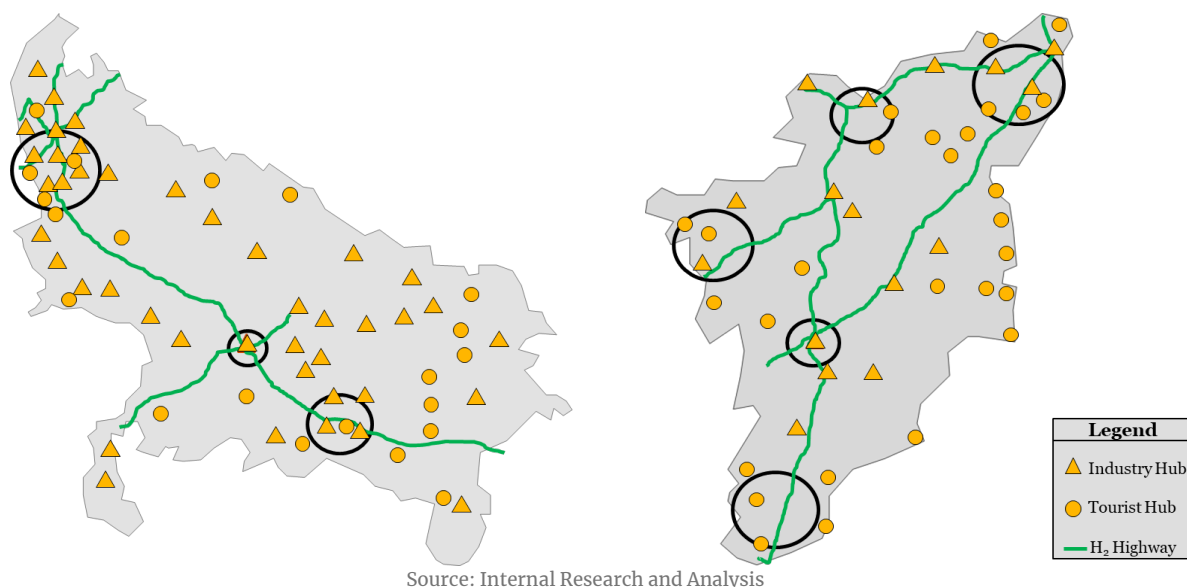 Legend
Industry Hub
Tourist Hub
H₂ Highway
Source: Internal Research and Analysis